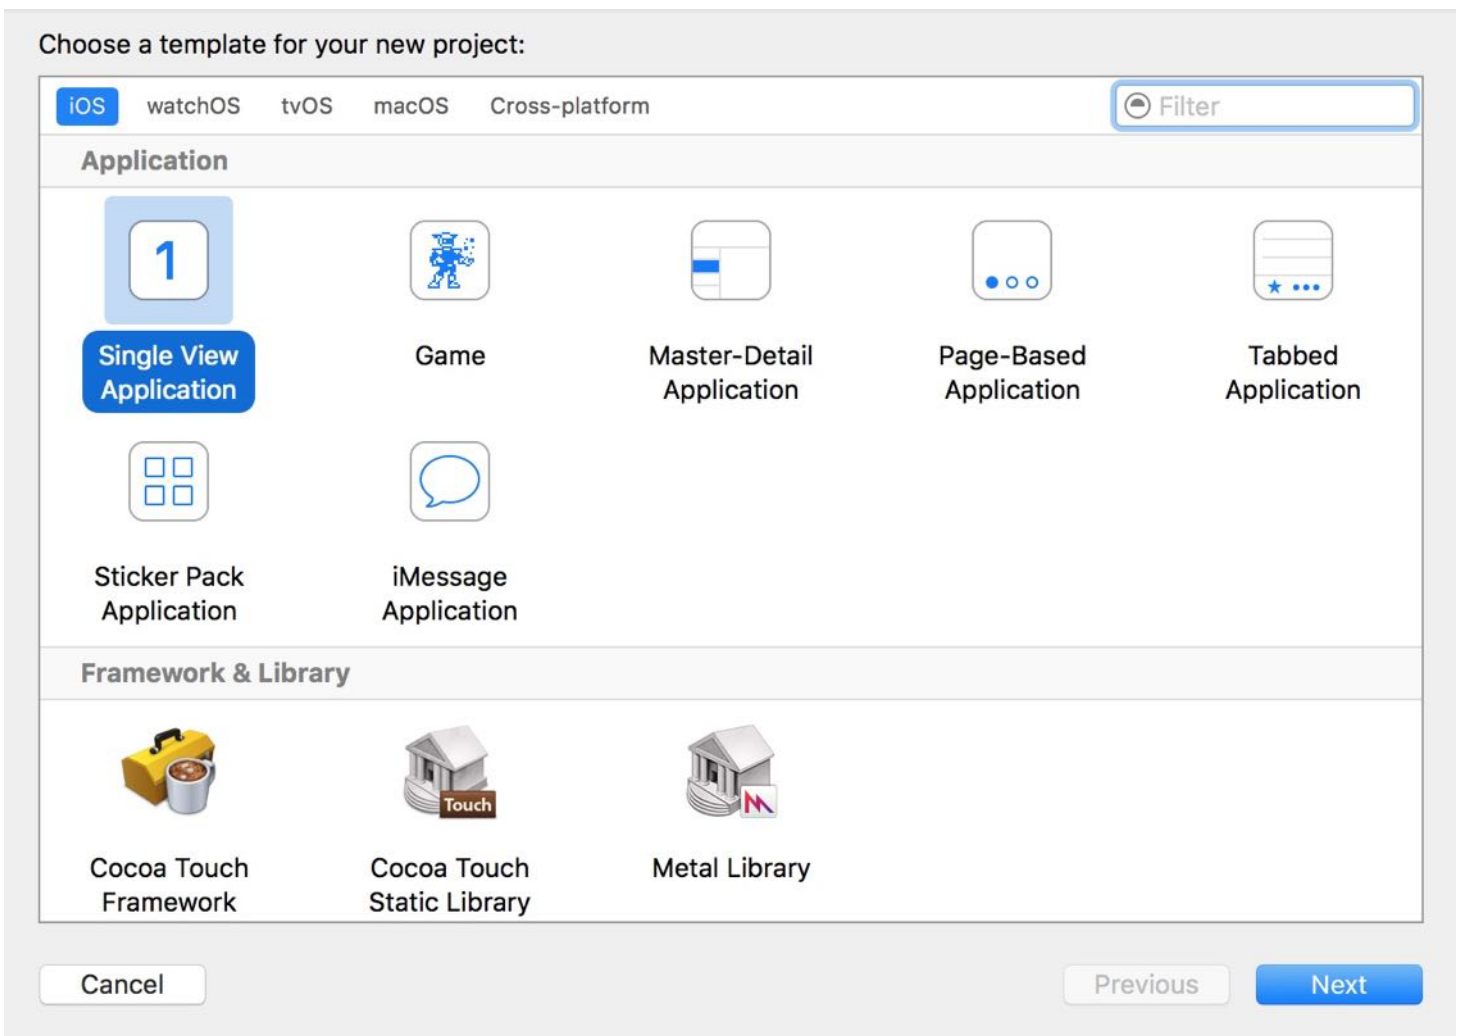 Choose a template for your new project:
iOS watchOS tvOS macOS Cross-platform Filter
Application
1
Single View
Application
Game
Master-Detail
Application
Page-Based
Application
Tabbed
Application
Sticker Pack
Application
iMessage
Application
Framework & Library
Touch
Cocoa Touch
Framework
Cocoa Touch
Static Library
Metal Library
Cancel Previous Next